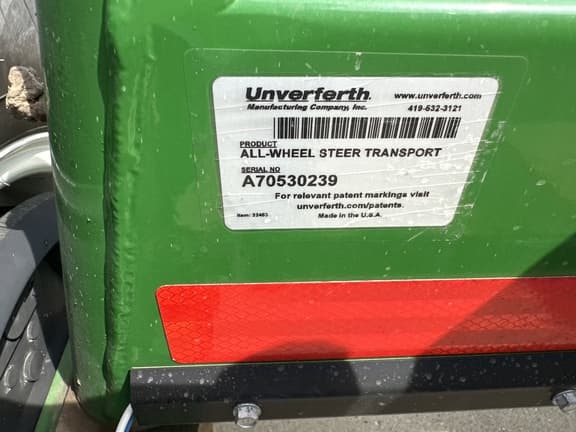 Unverferth
www.unverferth.com
Manufacturing Company, Inc.
419-532-3121
PRODUCT
ALL-WHEEL STEER TRANSPORT
SERIAL NO
A70530239
For relevant patent markings visit
unverferth.com/patents.
Made in the U.S.A.